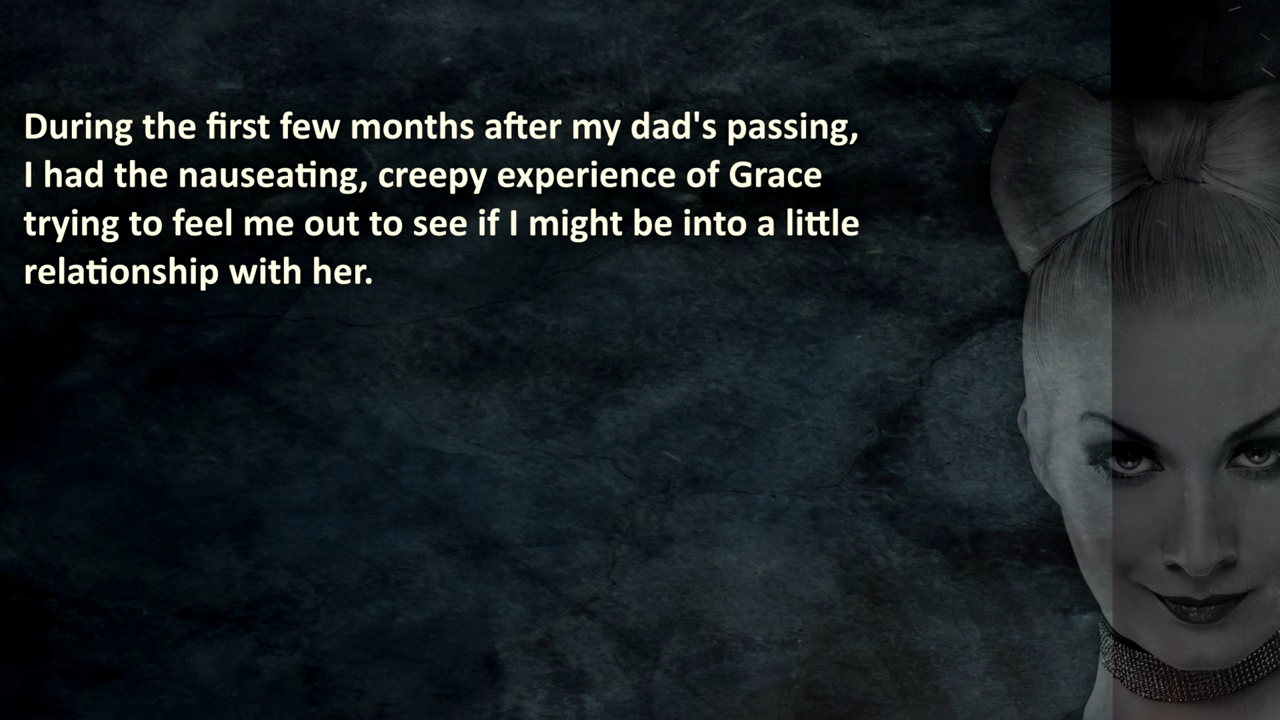 During the first few months after my dad's passing,
I had the nauseating, creepy experience of Grace
trying to feel me out to see if I might be into a little
relationship with her.